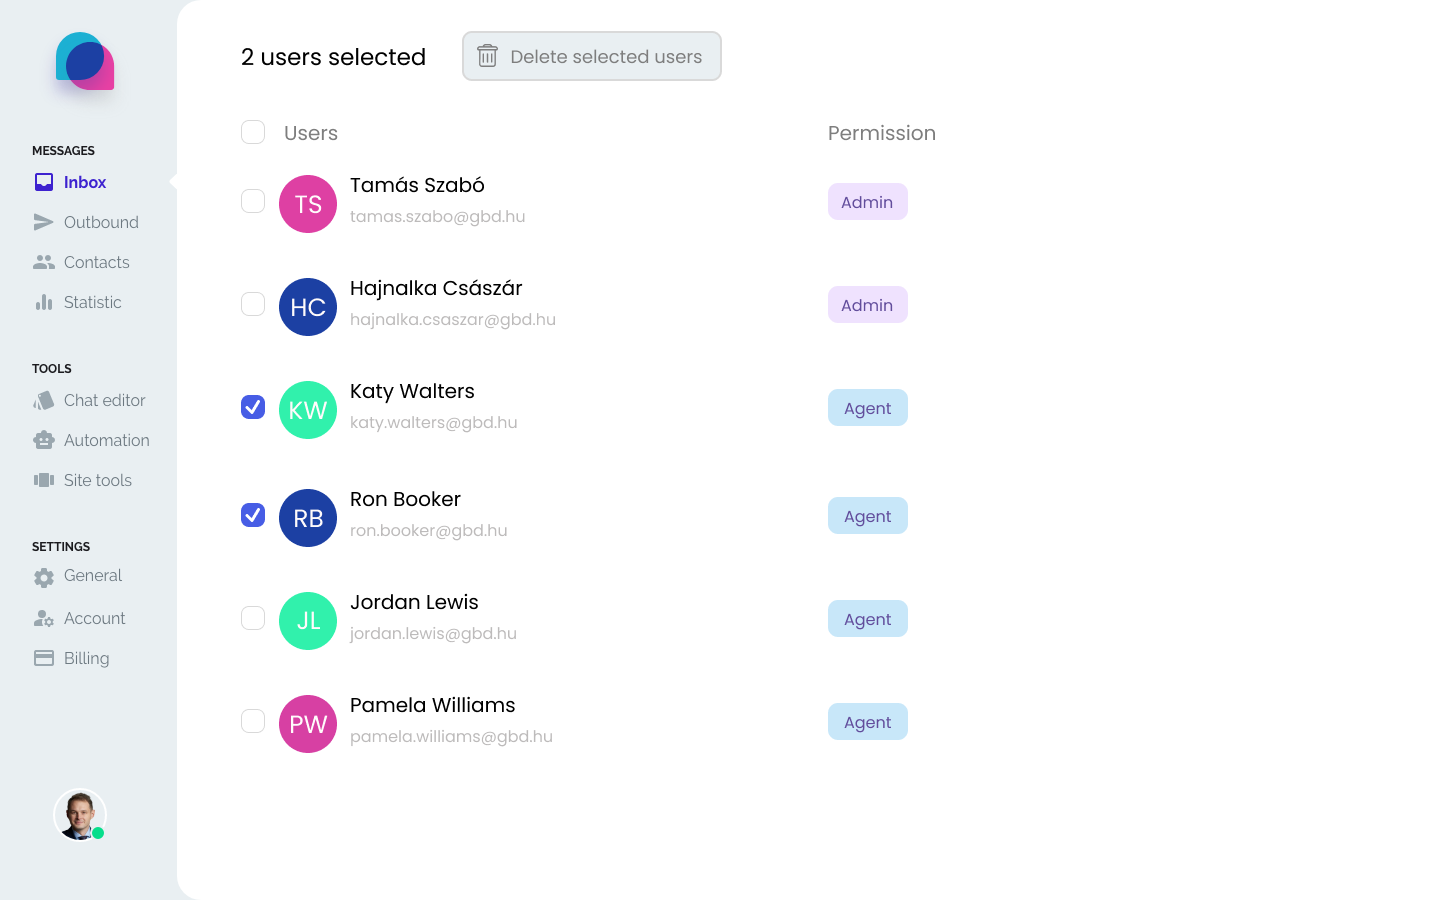 MESSAGES
Inbox
Outbound
Contacts
Statistic
TOOLS
Chat editor
Automation
Site tools
SETTINGS
General
Account
Billing
2 users selected
Delete selected users
Users
Permission
TS
Tamás Szabó
tamas.szabo@gbd.hu
Admin
HC
Hajnalka Császár
hajnalka.csaszar@gbd.hu
Admin
KW
Katy Walters
katy.walters@gbd.hu
Agent
RB
Ron Booker
ron.booker@gbd.hu
Agent
JL
Jordan Lewis
jordan.lewis@gbd.hu
Agent
PW
Pamela Williams
pamela.williams@gbd.hu
Agent